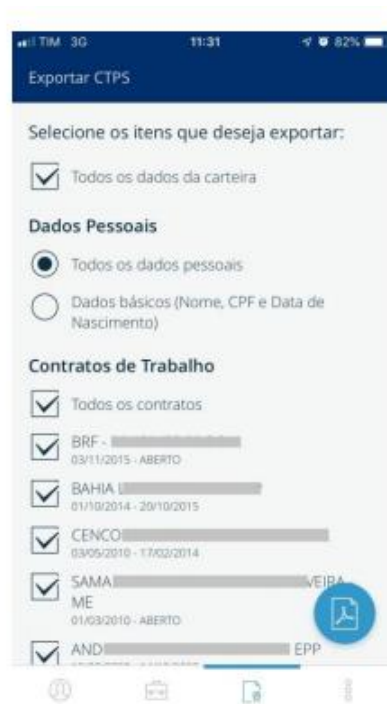 TIM 3G 11:31 82%
Exportar CTPS
Selecione os itens que deseja exportar:
Todos os dados da carteira
Dados Pessoais
Todos os dados pessoais
Dados básicos (Nome, CPF e Data de
Nascimento)
Contratos de Trabalho
Todos os contratos
BRF -
03/11/2015 - ABERTO
BAHIA
01/10/2014 - 20/10/2015
CENCO
03/05/2010 - 17/02/2014
SAMA VEIRA
ME
01/03/2010 - ABERTO
AND EPP